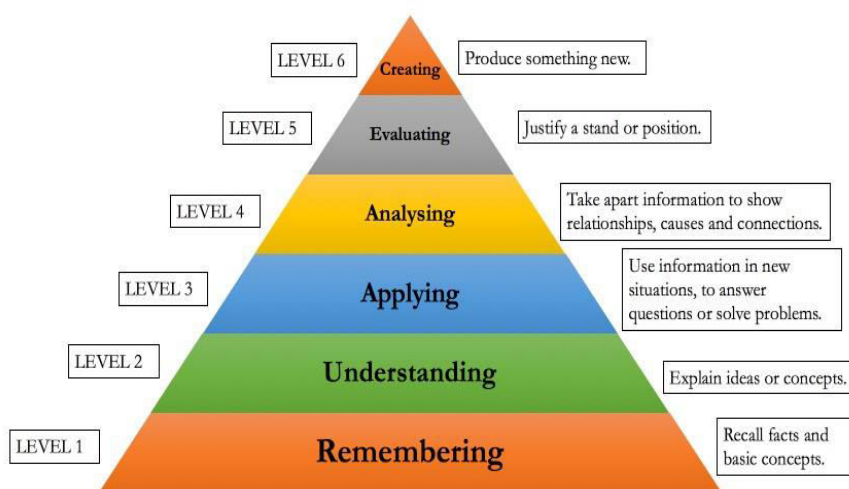 LEVEL 6
Creating
Produce something new.
LEVEL 5
Evaluating
Justify a stand or position.
LEVEL 4
Analysing
Take apart information to show
relationships, causes and connections.
LEVEL 3
Applying
Use information in new
situations, to answer
questions or solve problems.
LEVEL 2
Understanding
Explain ideas or concepts.
LEVEL 1
Remembering
Recall facts and
basic concepts.